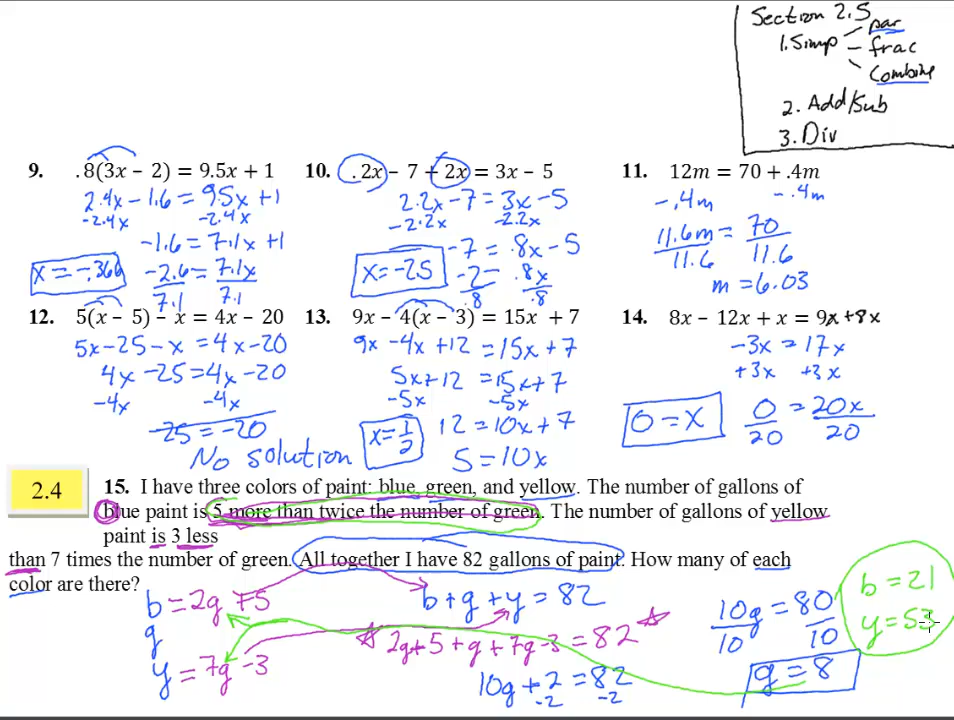 Section 2.5
1. Simp - par
- frac
combine
2. Add/Sub
3. Div
9. .8(3x − 2) = 9.5x + 1
2.4x - 1.6 = 9.5x + 1
-2.4x -2.4x
-1.6 = 7.1x + 1
-2.6 = 7.1x
7.1 7.1
x = -.366
10. .2x − 7 + 2x = 3x − 5
2.2x - 7 = 3x - 5
-2.2x -2.2x
-7 = .8x - 5
-2 = .8x
.8 .8
x = -2.5
11. 12m = 70 + .4m
-.4m -.4m
11.6m = 70
11.6 11.6
m = 6.03
12. 5(x − 5) − x = 4x − 20
5x - 25 - x = 4x - 20
4x - 25 = 4x - 20
-4x -4x
-25 = -20
No solution
13. 9x − 4(x − 3) = 15x + 7
9x - 4x + 12 = 15x + 7
5x + 12 = 15x + 7
-5x -5x
12 = 10x + 7
5 = 10x
x = 1/2
14. 8x − 12x + x = 9x + 8x
-3x = 17x
+3x +3x
0 = 20x
20 20
0 = x
2.4
15. I have three colors of paint: blue, green, and yellow. The number of gallons of
blue paint is 5 more than twice the number of green. The number of gallons of yellow
paint is 3 less
than 7 times the number of green. All together I have 82 gallons of paint. How many of each
color are there?
b = 2g + 5
g
y = 7g - 3
b + g + y = 82
2g + 5 + g + 7g - 3 = 82
10g + 2 = 82
-2 -2
10g = 80
10 10
g = 8
b = 21
y = 53